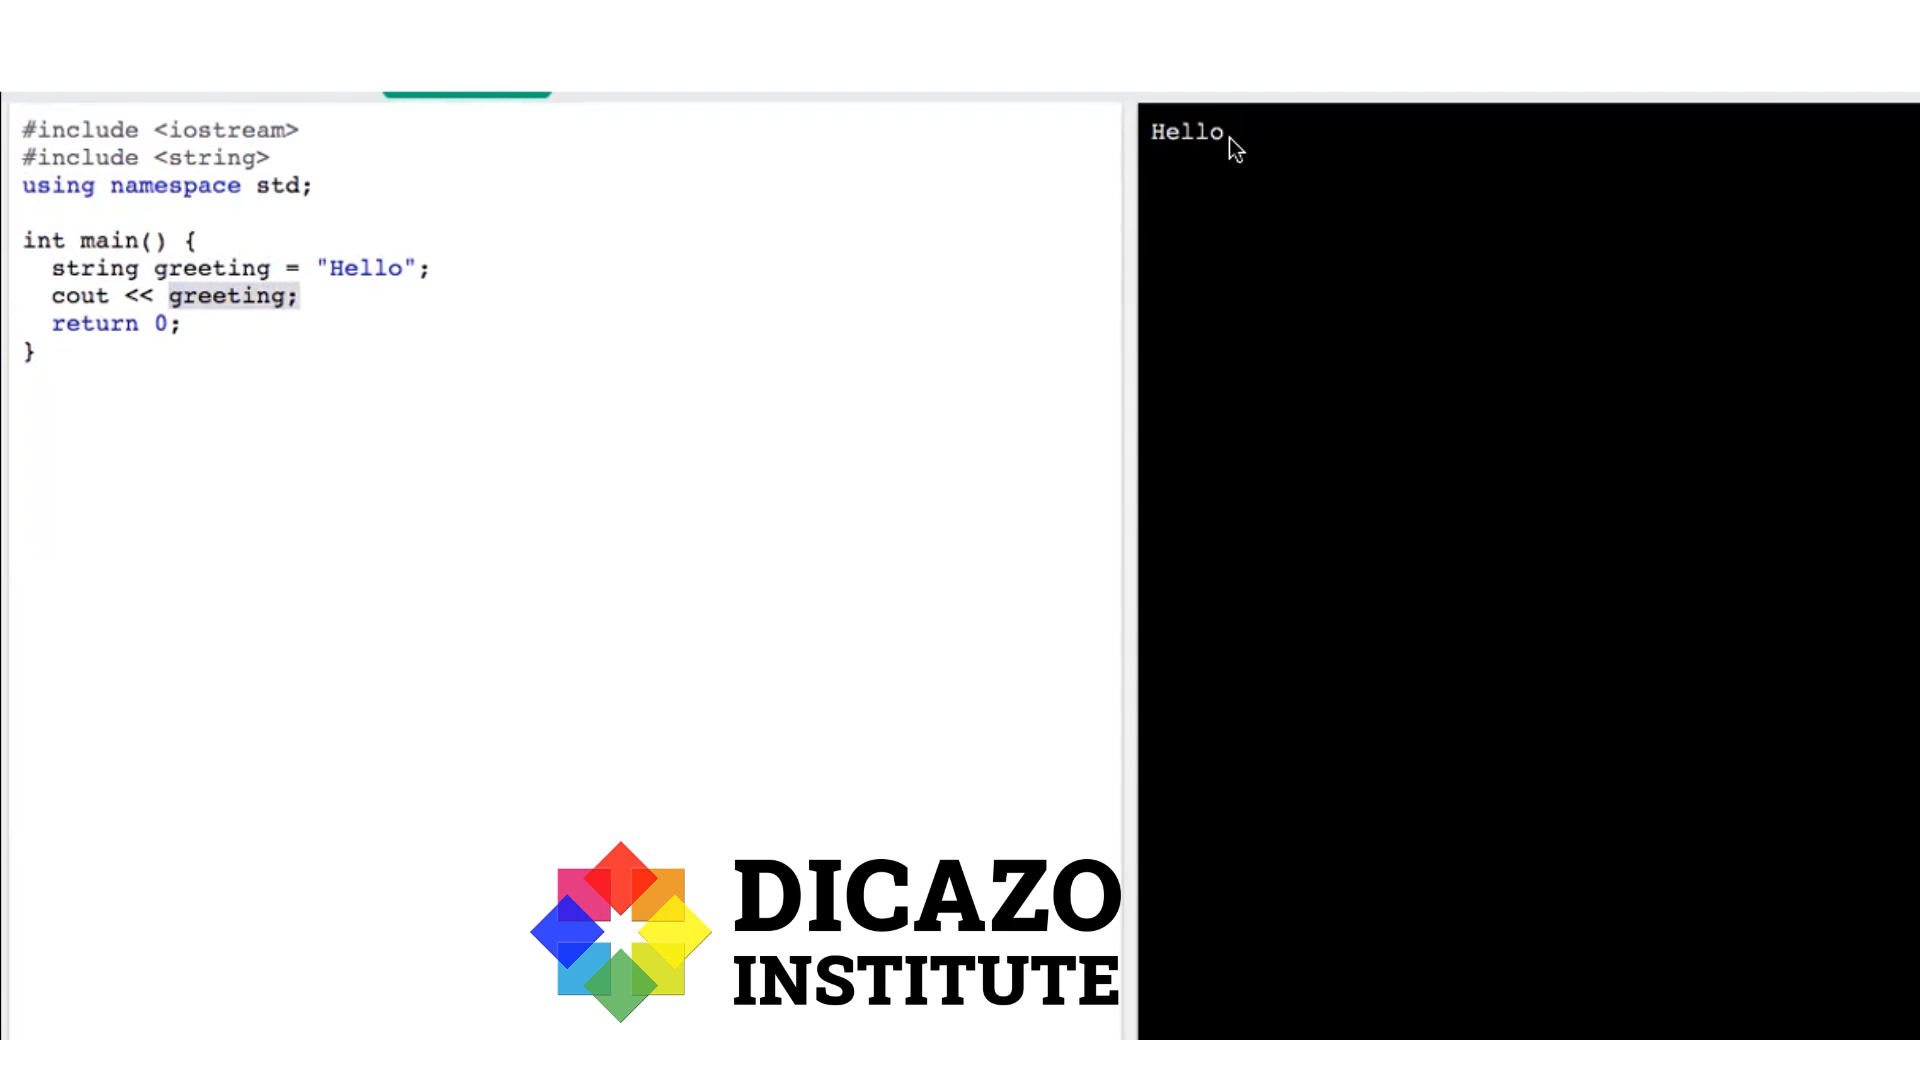 #include <iostream>
#include <string>
using namespace std;
int main() {
string greeting = "Hello";
cout << greeting;
return 0;
}
Hello
DICAZO
INSTITUTE